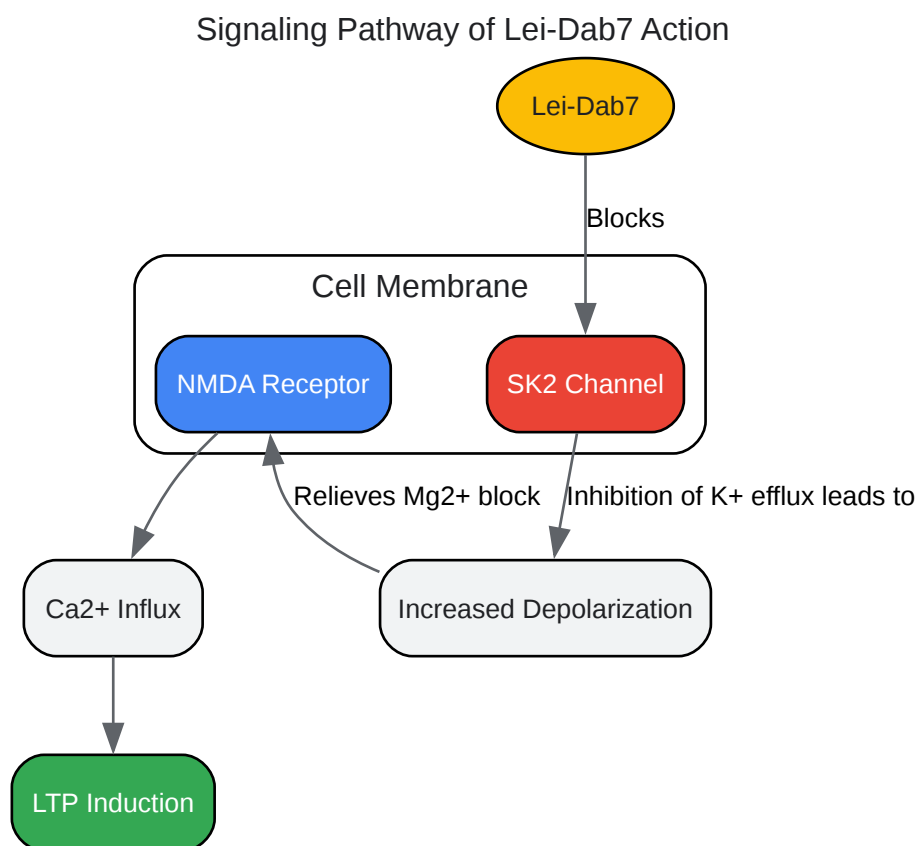 Signaling Pathway of Lei-Dab7 Action
Lei-Dab7
Blocks
Cell Membrane
NMDA Receptor
SK2 Channel
Relieves Mg2+ block
Inhibition of K+ efflux leads to
Ca2+ Influx
Increased Depolarization
LTP Induction